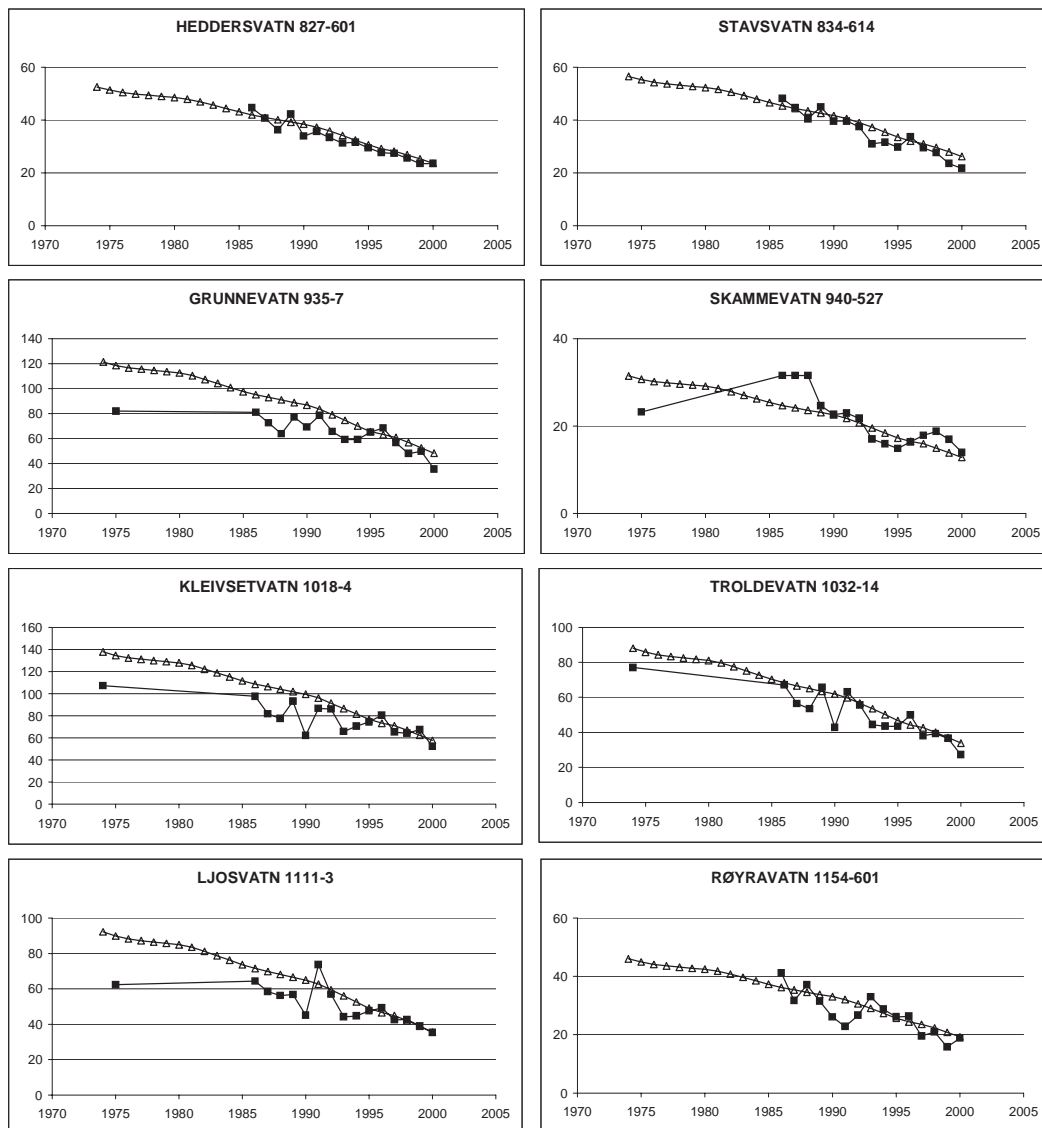 HEDDERSVATN 827-601
60
40
20
0
1970 1975 1980 1985 1990 1995 2000 2005
STAVSVATN 834-614
60
40
20
0
1970 1975 1980 1985 1990 1995 2000 2005
GRUNNEVATN 935-7
140
120
100
80
60
40
20
0
1970 1975 1980 1985 1990 1995 2000 2005
SKAMMEVATN 940-527
40
20
0
1970 1975 1980 1985 1990 1995 2000 2005
KLEIVSETVATN 1018-4
160
140
120
100
80
60
40
20
0
1970 1975 1980 1985 1990 1995 2000 2005
TROLDEVATN 1032-14
100
80
60
40
20
0
1970 1975 1980 1985 1990 1995 2000 2005
LJOSVATN 1111-3
100
80
60
40
20
0
1970 1975 1980 1985 1990 1995 2000 2005
RØYRAVATN 1154-601
60
40
20
0
1970 1975 1980 1985 1990 1995 2000 2005